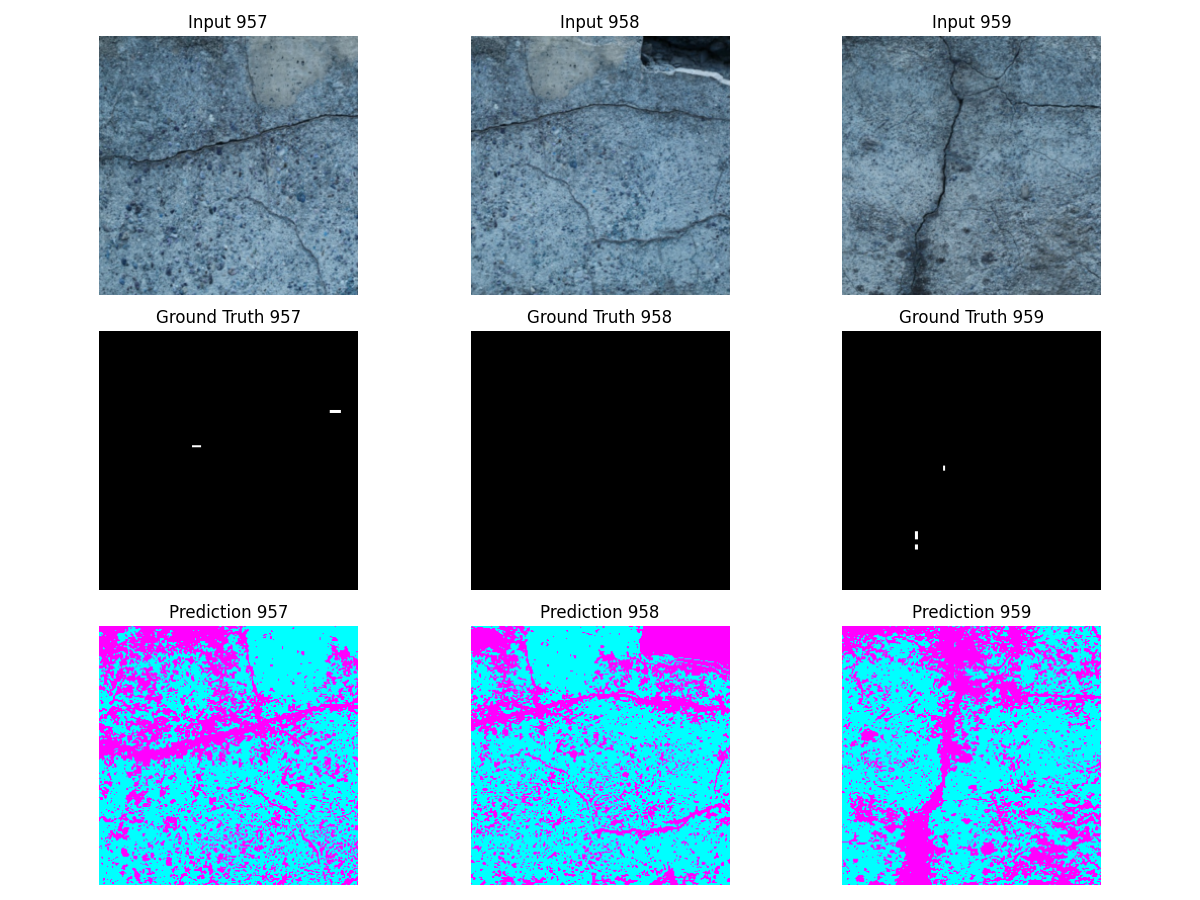 Input 957
Input 958
Input 959
Ground Truth 957
Ground Truth 958
Ground Truth 959
Prediction 957
Prediction 958
Prediction 959